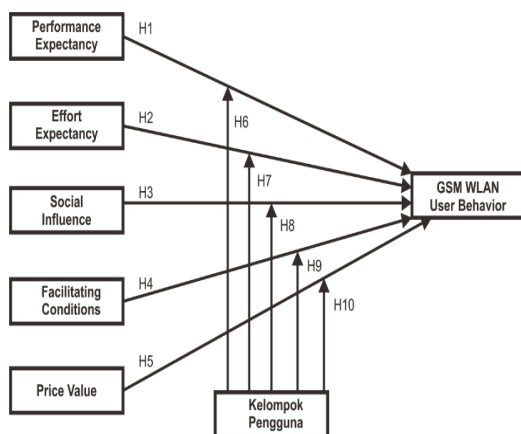 Performance
Expectancy
H1
Effort
Expectancy
H2
H6
H7
Social
Influence
H3
GSM WLAN
User Behavior
H8
Facilitating
Conditions
H4
H9
H10
Price Value
H5
Kelompok
Pengguna